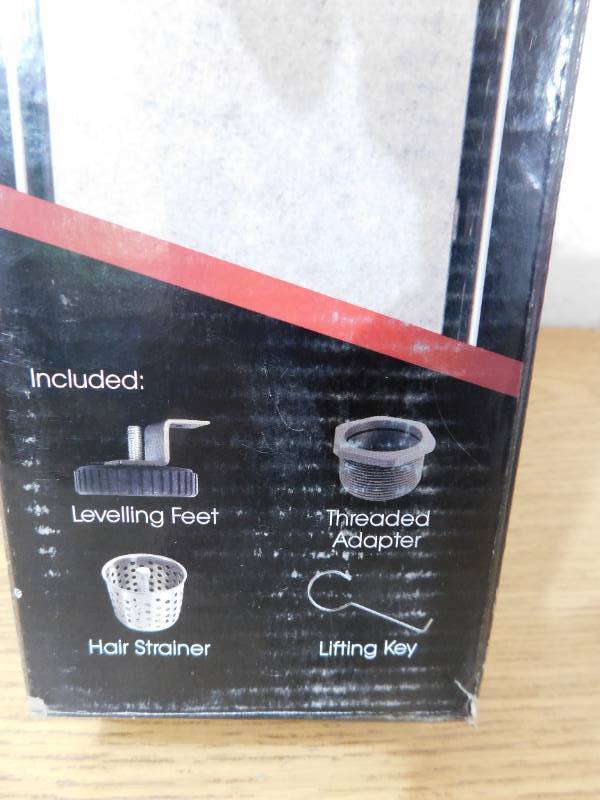 Included:
Levelling Feet
Threaded
Adapter
Hair Strainer
Lifting Key